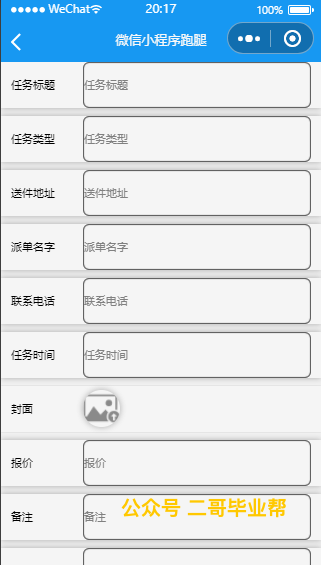 WeChat 20:17 100%
微信小程序跑腿
任务标题 任务标题
任务类型 任务类型
送件地址 送件地址
派单名字 派单名字
联系电话 联系电话
任务时间 任务时间
封面
报价 报价
备注 备注 公众号 二哥毕业帮